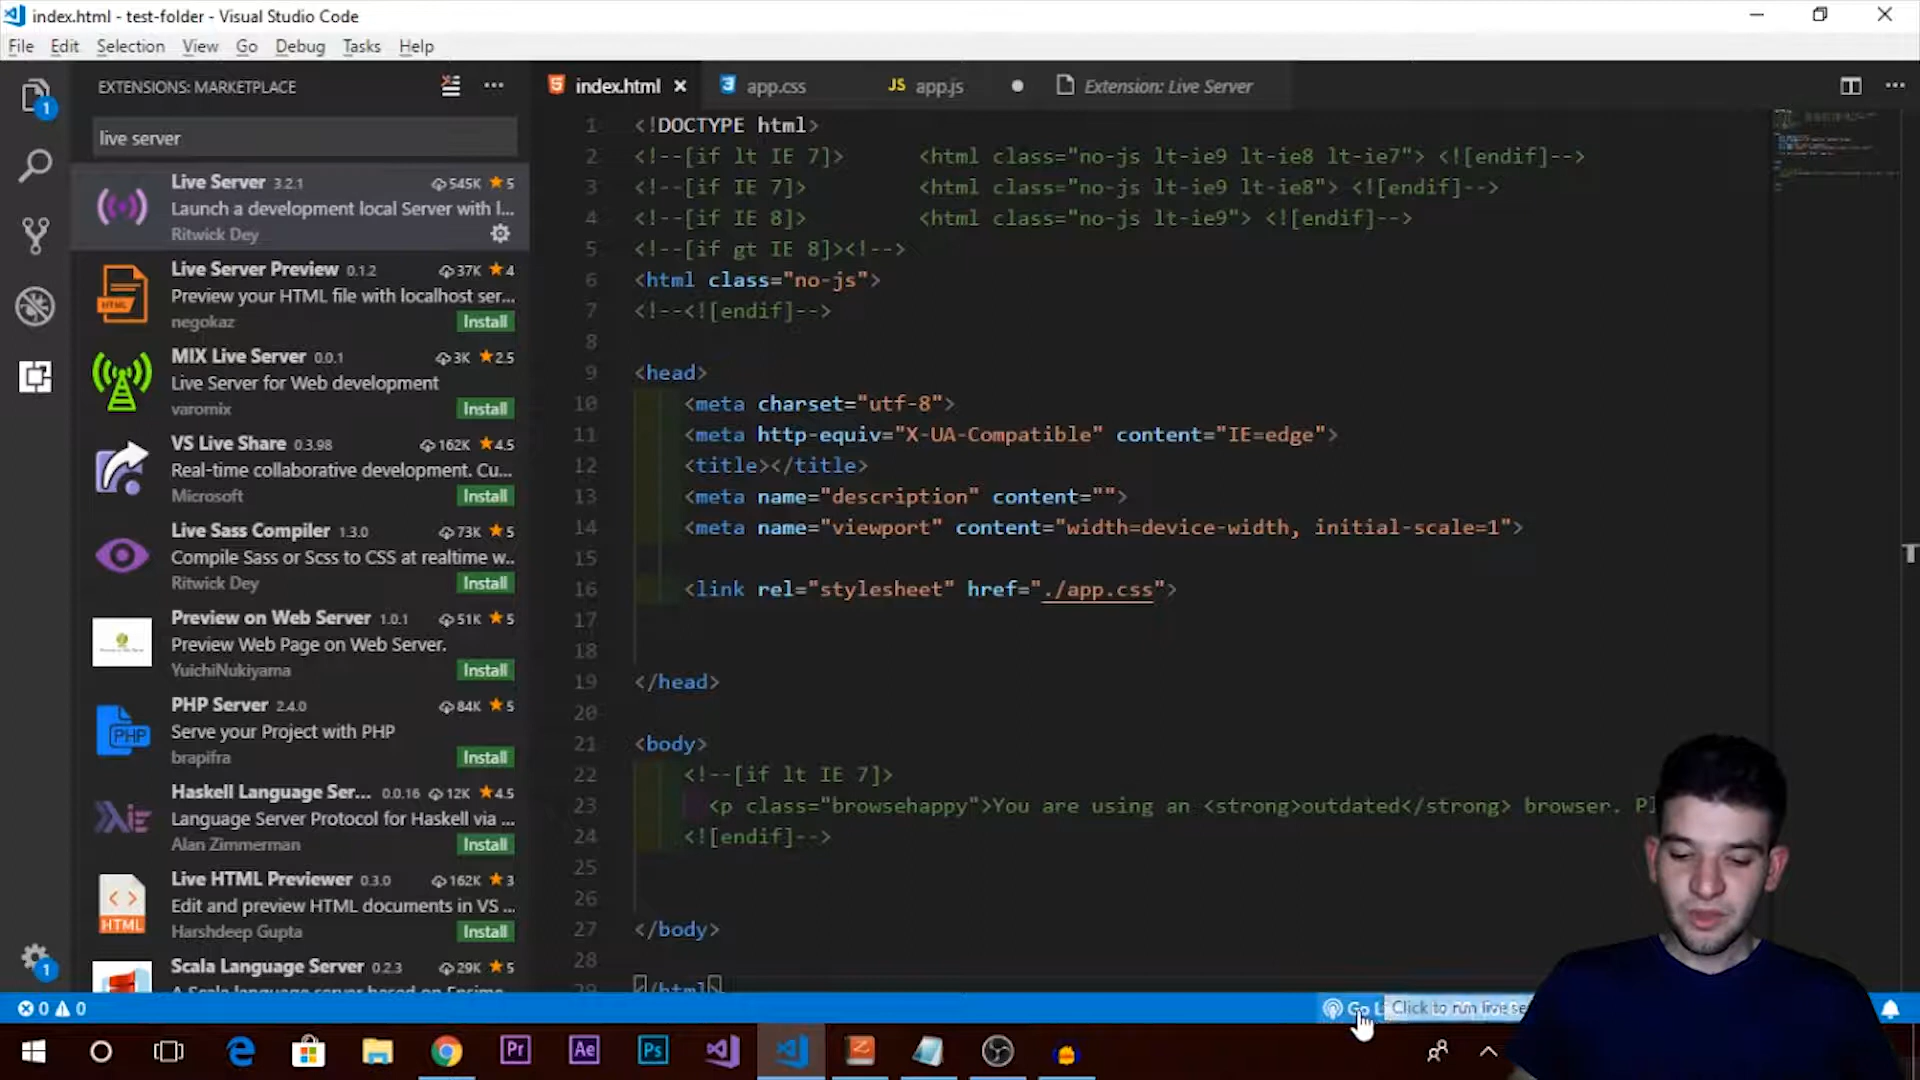 index.html - test-folder - Visual Studio Code
File Edit Selection View Go Debug Tasks Help
EXTENSIONS: MARKETPLACE
live server
Live Server 3.2.1 545K 5
Launch a development local Server with l...
Ritwick Dey
Live Server Preview 0.1.2 37K 4
Preview your HTML file with localhost ser...
negokaz Install
MIX Live Server 0.0.1 3K 2.5
Live Server for Web development
varomix Install
VS Live Share 0.3.98 162K 4.5
Real-time collaborative development. Cu...
Microsoft Install
Live Sass Compiler 1.3.0 73K 5
Compile Sass or Scss to CSS at realtime w...
Ritwick Dey Install
Preview on Web Server 1.0.1 51K 5
Preview Web Page on Web Server.
YuichiNukiyama Install
PHP Server 2.4.0 84K 5
Serve your Project with PHP
brapifra Install
Haskell Language Ser... 0.0.16 12K 4.5
Language Server Protocol for Haskell via ...
Alan Zimmerman Install
Live HTML Previewer 0.3.0 162K 3
Edit and preview HTML documents in VS ...
Harshdeep Gupta Install
Scala Language Server 0.2.3 29K 5
index.html app.css JS app.js Extension: Live Server
1 <!DOCTYPE html>
2 <!--[if lt IE 7]> <html class="no-js lt-ie9 lt-ie8 lt-ie7"> <![endif]-->
3 <!--[if IE 7]> <html class="no-js lt-ie9 lt-ie8"> <![endif]-->
4 <!--[if IE 8]> <html class="no-js lt-ie9"> <![endif]-->
5 <!--[if gt IE 8]><!-->
6 <html class="no-js">
7 <!--<![endif]-->
8
9 <head>
10 <meta charset="utf-8">
11 <meta http-equiv="X-UA-Compatible" content="IE=edge">
12 <title></title>
13 <meta name="description" content="">
14 <meta name="viewport" content="width=device-width, initial-scale=1">
15
16 <link rel="stylesheet" href="./app.css">
17
18
19 </head>
20
21 <body>
22 <!--[if lt IE 7]>
23 <p class="browsehappy">You are using an <strong>outdated</strong> browser. Pl
24 <![endif]-->
25
26
27 </body>
28
29 </html>
0 0
Go L Click to run live se
Pr Ae Ps